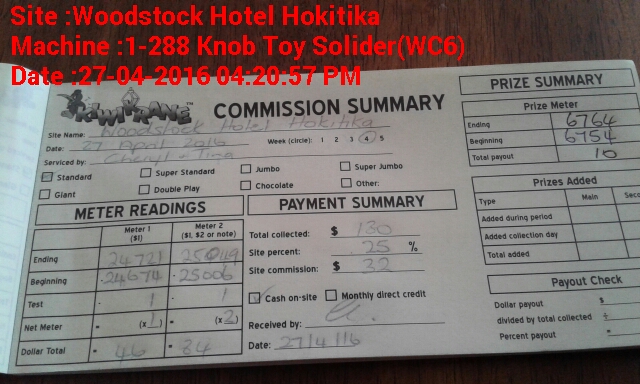 Site :Woodstock Hotel Hokitika
Machine :1-288 Knob Toy Solider(WC6)
Date :27-04-2016 04:20:57 PM
KIWI KRANE™
COMMISSION SUMMARY
Site Name: Woodstock Hotel Hokitika
Date: 27 April 2016 Week (circle): 1 2 3 4 5
Serviced by: Cheryl + Tina
Standard Super Standard Jumbo Super Jumbo
Giant Double Play Chocolate Other:
METER READINGS
Meter 1 ($1) Meter 2 ($1, $2 or note)
Ending 24721 25049
Beginning 24674 25006
Test 1 1
Net Meter = (x1) = (x2)
Dollar Total = 46 = 84
PAYMENT SUMMARY
Total collected: $ 130
Site percent: 25 %
Site commission: $ 32
Cash on-site Monthly direct credit
Received by:
Date: 27/4/16
PRIZE SUMMARY
Prize Meter
Ending 6764
Beginning 6754
Total payout 10
Prizes Added
Type Main Seco
Added during period
Added collection day
Total added
Payout Check
Dollar payout $
divided by total collected ÷
Percent payout =